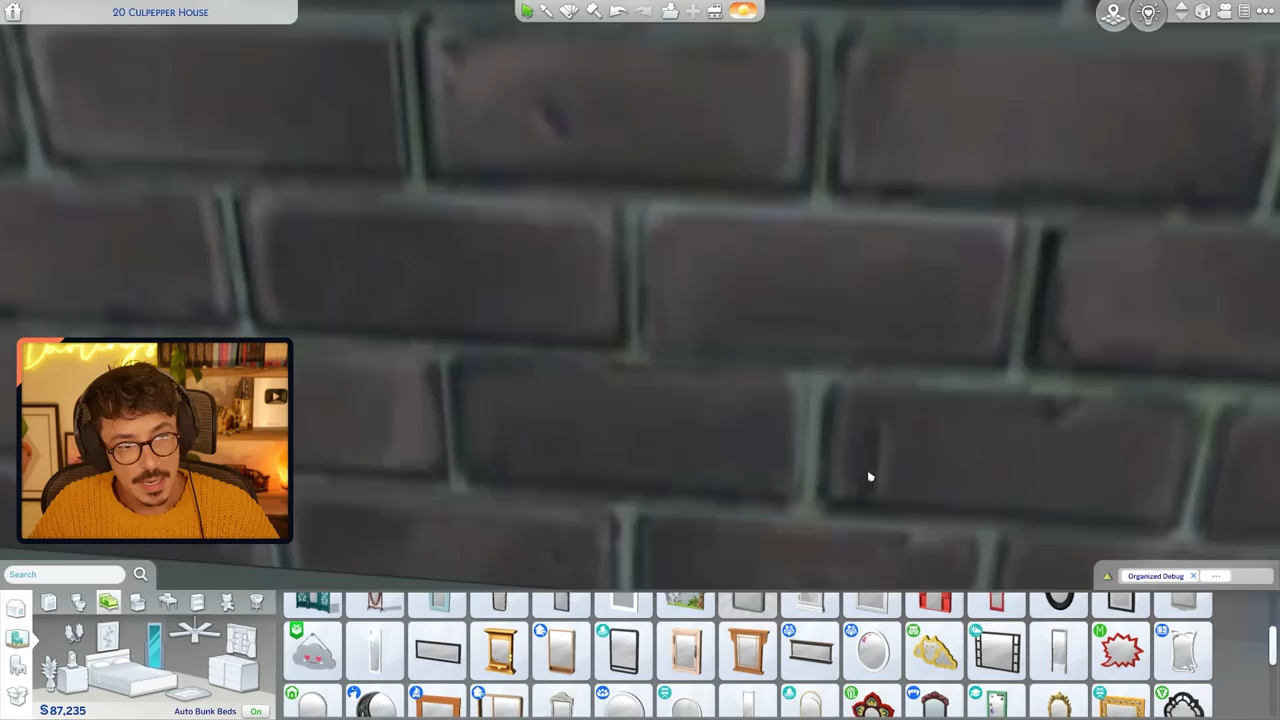 20 Culpepper House
Search
Organized Debug
$87,235
Auto Bunk Beds
On
M